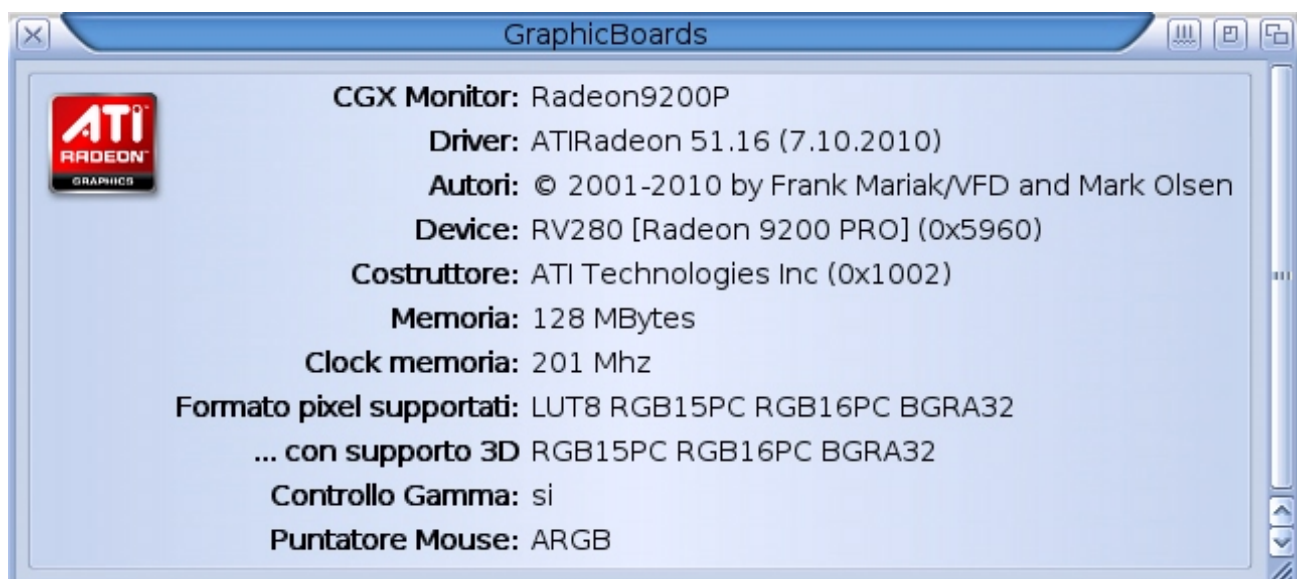 GraphicBoards
ATI
RADEON
GRAPHICS
CGX Monitor: Radeon9200P
Driver: ATIRadeon 51.16 (7.10.2010)
Autori: © 2001-2010 by Frank Mariak/VFD and Mark Olsen
Device: RV280 [Radeon 9200 PRO] (0x5960)
Costruttore: ATI Technologies Inc (0x1002)
Memoria: 128 MBytes
Clock memoria: 201 Mhz
Formato pixel supportati: LUT8 RGB15PC RGB16PC BGRA32
... con supporto 3D RGB15PC RGB16PC BGRA32
Controllo Gamma: si
Puntatore Mouse: ARGB